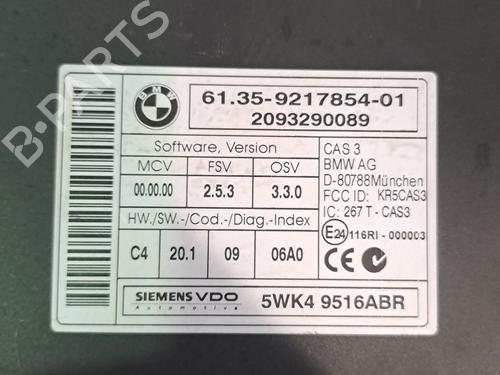 B-PARTS
BMW
61.35-9217854-01
2093290089
Software, Version
MCV FSV OSV
00.00.00 2.5.3 3.3.0
HW./SW.-/Cod.-/Diag.-Index
C4 20.1 09 06A0
CAS 3
BMW AG
D-80788München
FCC ID: KR5CAS3
IC: 267 T - CAS3
E24 116RI - 000003
SIEMENS VDO
Automotive
5WK4 9516ABR